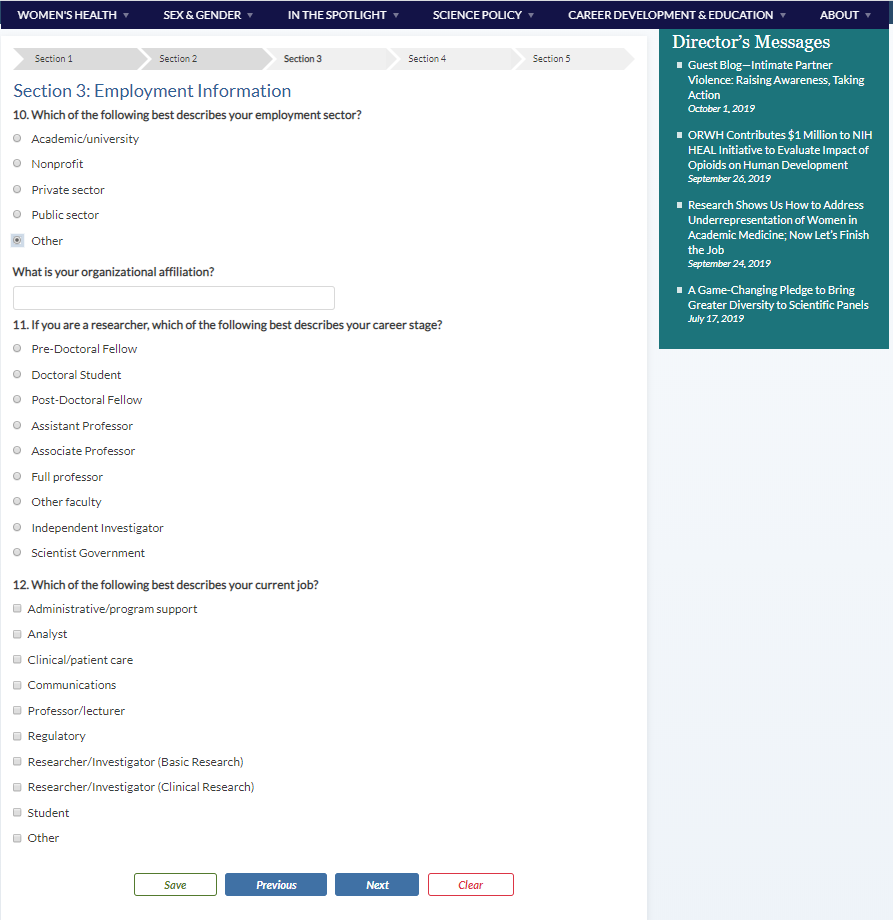 WOMEN'S HEALTH SEX & GENDER IN THE SPOTLIGHT SCIENCE POLICY CAREER DEVELOPMENT & EDUCATION ABOUT
Section 1 Section 2 Section 3 Section 4 Section 5
Section 3: Employment Information
10. Which of the following best describes your employment sector?
Academic/university
Nonprofit
Private sector
Public sector
Other
What is your organizational affiliation?
11. If you are a researcher, which of the following best describes your career stage?
Pre-Doctoral Fellow
Doctoral Student
Post-Doctoral Fellow
Assistant Professor
Associate Professor
Full professor
Other faculty
Independent Investigator
Scientist Government
12. Which of the following best describes your current job?
Administrative/program support
Analyst
Clinical/patient care
Communications
Professor/lecturer
Regulatory
Researcher/Investigator (Basic Research)
Researcher/Investigator (Clinical Research)
Student
Other
Save Previous Next Clear
Director's Messages
Guest Blog—Intimate Partner
Violence: Raising Awareness, Taking
Action
October 1, 2019
ORWH Contributes $1 Million to NIH
HEAL Initiative to Evaluate Impact of
Opioids on Human Development
September 26, 2019
Research Shows Us How to Address
Underrepresentation of Women in
Academic Medicine; Now Let's Finish
the Job
September 24, 2019
A Game-Changing Pledge to Bring
Greater Diversity to Scientific Panels
July 17, 2019